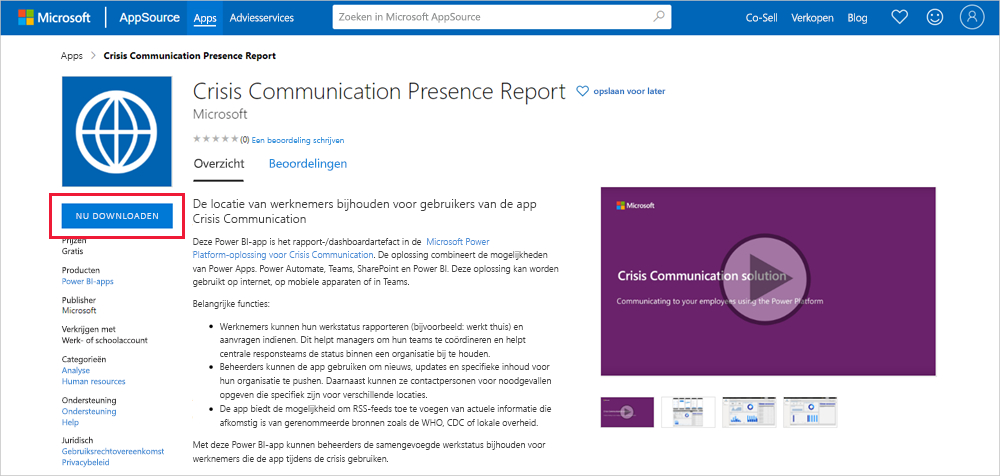 Microsoft AppSource Apps Adviesservices Zoeken in Microsoft AppSource Co-Sell Verkopen Blog
Apps > Crisis Communication Presence Report
Crisis Communication Presence Report opslaan voor later
Microsoft
(0) Een beoordeling schrijven
Overzicht Beoordelingen
NU DOWNLOADEN
Prijzen
Gratis
Producten
Power BI-apps
Publisher
Microsoft
Verkrijgen met
Werk- of schoolaccount
Categorieën
Analyse
Human resources
Ondersteuning
Ondersteuning
Help
Juridisch
Gebruiksrechtovereenkomst
Privacybeleid
De locatie van werknemers bijhouden voor gebruikers van de app
Crisis Communication
Deze Power BI-app is het rapport-/dashboardartefact in de Microsoft Power
Platform-oplossing voor Crisis Communication. De oplossing combineert de mogelijkheden
van Power Apps. Power Automate, Teams, SharePoint en Power BI. Deze oplossing kan worden
gebruikt op internet, op mobiele apparaten of in Teams.
Belangrijke functies:
• Werknemers kunnen hun werkstatus rapporteren (bijvoorbeeld: werkt thuis) en
aanvragen indienen. Dit helpt managers om hun teams te coördineren en helpt
centrale responsteams de status binnen een organisatie bij te houden.
• Beheerders kunnen de app gebruiken om nieuws, updates en specifieke inhoud voor
hun organisatie te pushen. Daarnaast kunnen ze contactpersonen voor noodgevallen
opgeven die specifiek zijn voor verschillende locaties.
• De app biedt de mogelijkheid om RSS-feeds toe te voegen van actuele informatie die
afkomstig is van gerenommeerde bronnen zoals de WHO, CDC of lokale overheid.
Met deze Power BI-app kunnen beheerders de samengevoegde werkstatus bijhouden voor
werknemers die de app tijdens de crisis gebruiken.
Microsoft
Crisis Communication solution
Communicating to your employees using the Power Platform